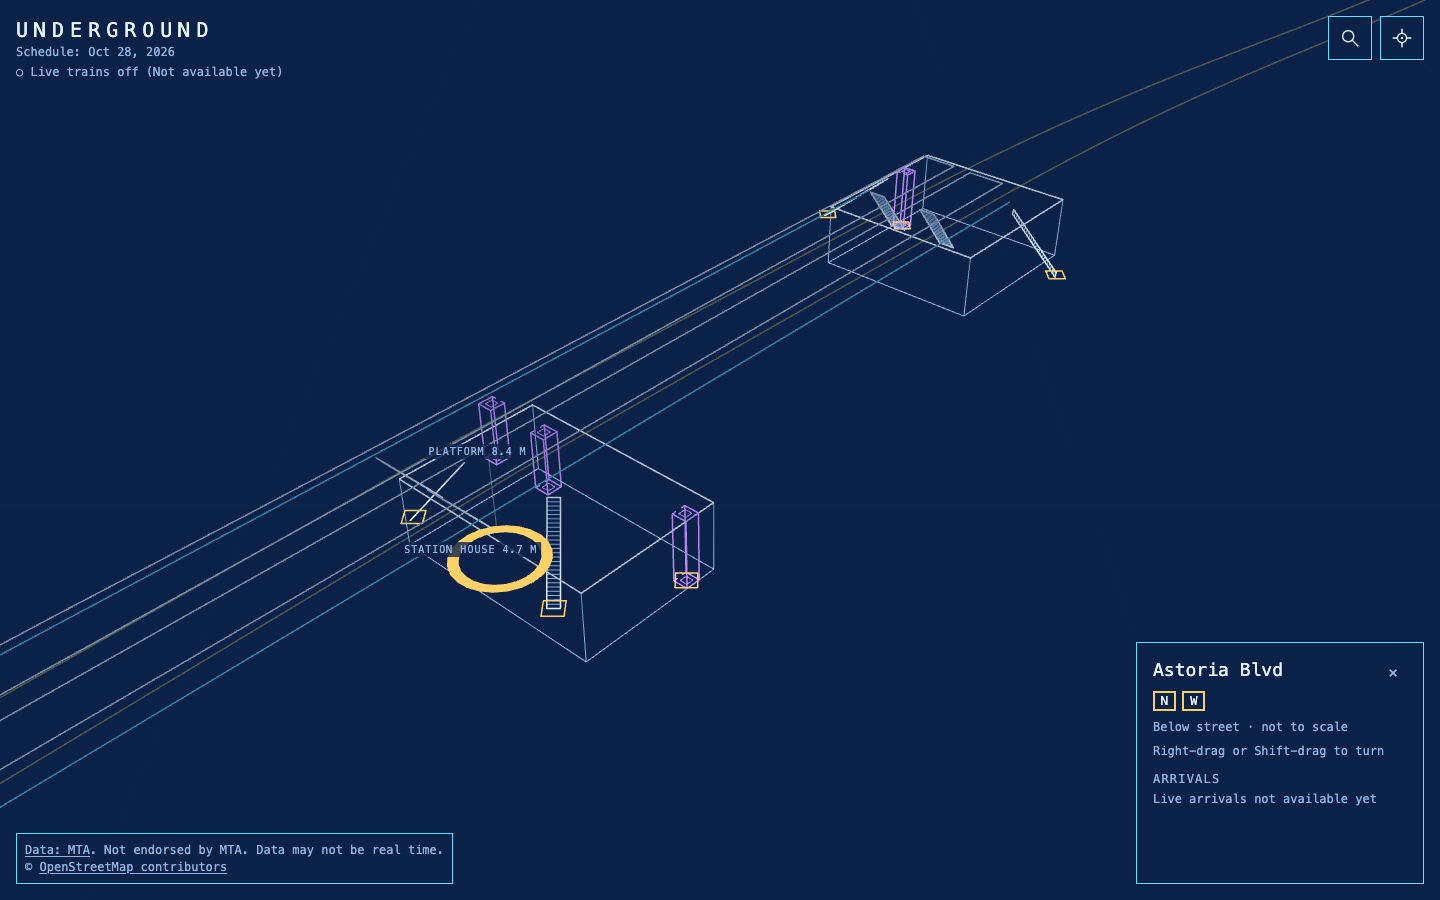 UNDERGROUND
Schedule: Oct 28, 2026
Live trains off (Not available yet)
PLATFORM 8.4 M
STATION HOUSE 4.7 M
Astoria Blvd
×
N W
Below street · not to scale
Right-drag or Shift-drag to turn
ARRIVALS
Live arrivals not available yet
Data: MTA. Not endorsed by MTA. Data may not be real time.
© OpenStreetMap contributors